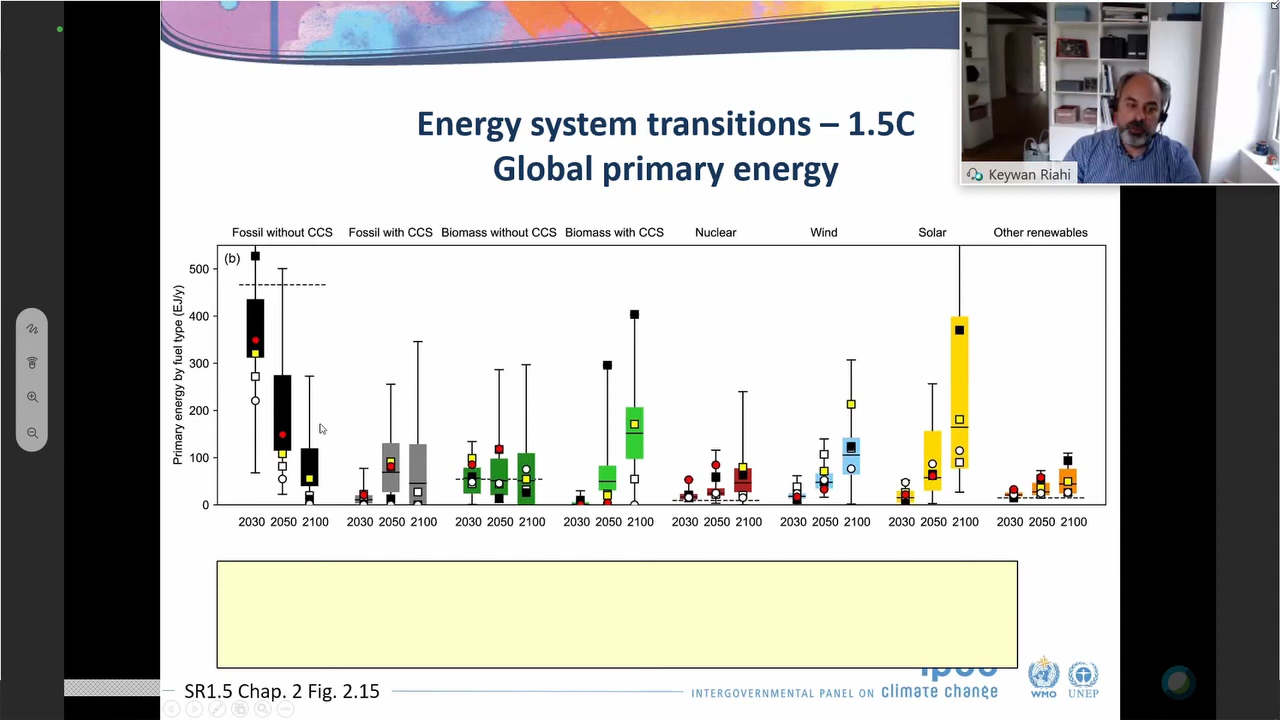 Energy system transitions – 1.5C
Global primary energy
Keywan Riahi
Fossil without CCS Fossil with CCS Biomass without CCS Biomass with CCS Nuclear Wind Solar Other renewables
(b)
Primary energy by fuel type (EJ/y)
500
400
300
200
100
0
2030 2050 2100 2030 2050 2100 2030 2050 2100 2030 2050 2100 2030 2050 2100 2030 2050 2100 2030 2050 2100 2030 2050 2100
SR1.5 Chap. 2 Fig. 2.15
ipcc
INTERGOVERNMENTAL PANEL ON climate change
WMO UNEP